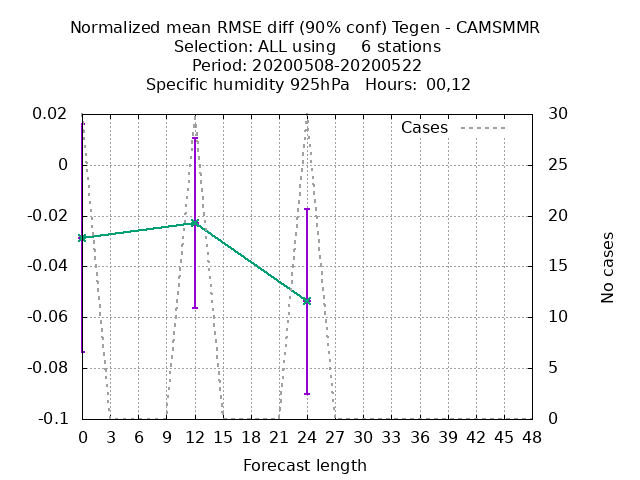 Normalized mean RMSE diff (90% conf) Tegen - CAMSMMR
Selection: ALL using     6 stations
Period: 20200508-20200522
Specific humidity 925hPa   Hours:  00,12
0.02
0
-0.02
-0.04
-0.06
-0.08
-0.1
Cases
30
25
20
15
10
5
0
No cases
0 3 6 9 12 15 18 21 24 27 30 33 36 39 42 45 48
Forecast length